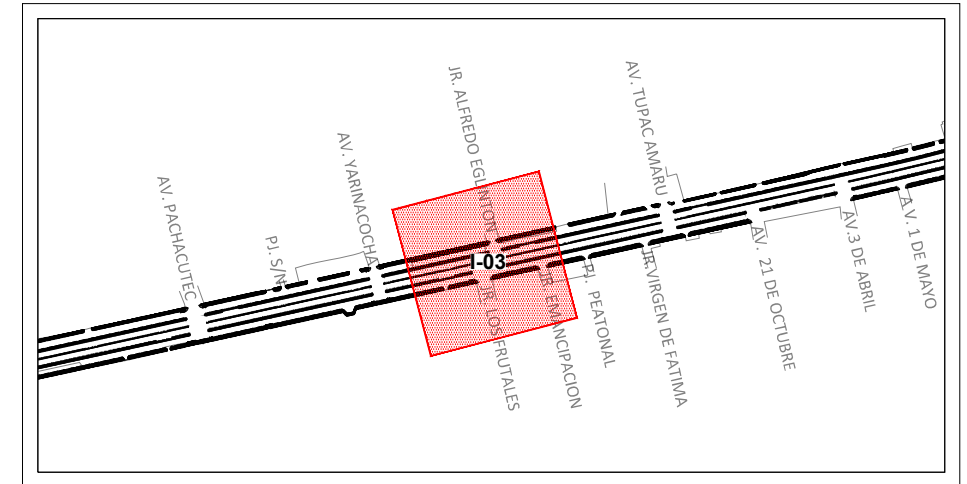 AV. PACHACUTEC
PJ. S/N
AV. YARINACOCHA
JR. ALFREDO EGLINTON
I-03
JR. LOS FRUTALES
JR. EMANCIPACION
PJ. PEATONAL
AV. TUPAC AMARU
JR.VIRGEN DE FATIMA
AV. 21 DE OCTUBRE
AV.3 DE ABRIL
AV. 1 DE MAYO